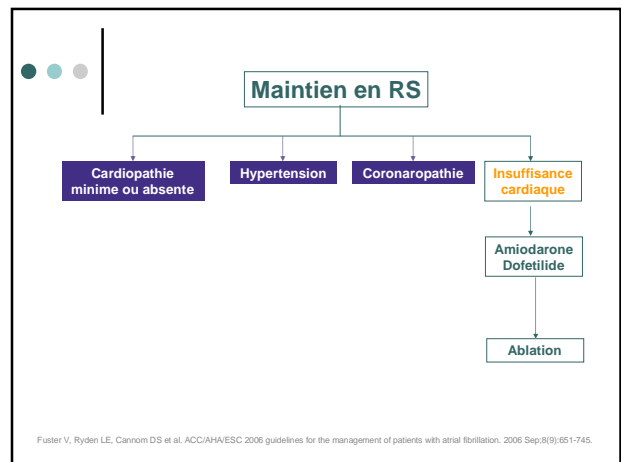 Maintien en RS
Cardiopathie
minime ou absente
Hypertension
Coronaropathie
Insuffisance
cardiaque
Amiodarone
Dofetilide
Ablation
Fuster V, Ryden LE, Cannom DS et al. ACC/AHA/ESC 2006 guidelines for the management of patients with atrial fibrillation. 2006 Sep;8(9):651-745.